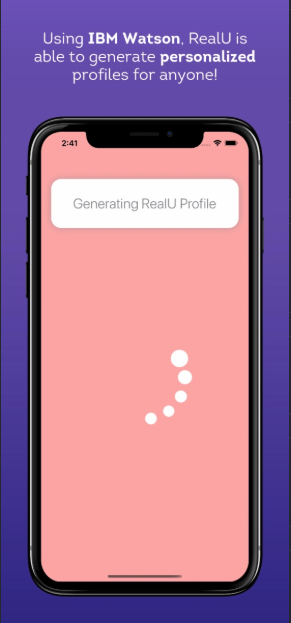 Using IBM Watson, RealU is
able to generate personalized
profiles for anyone!
2:41
Generating RealU Profile